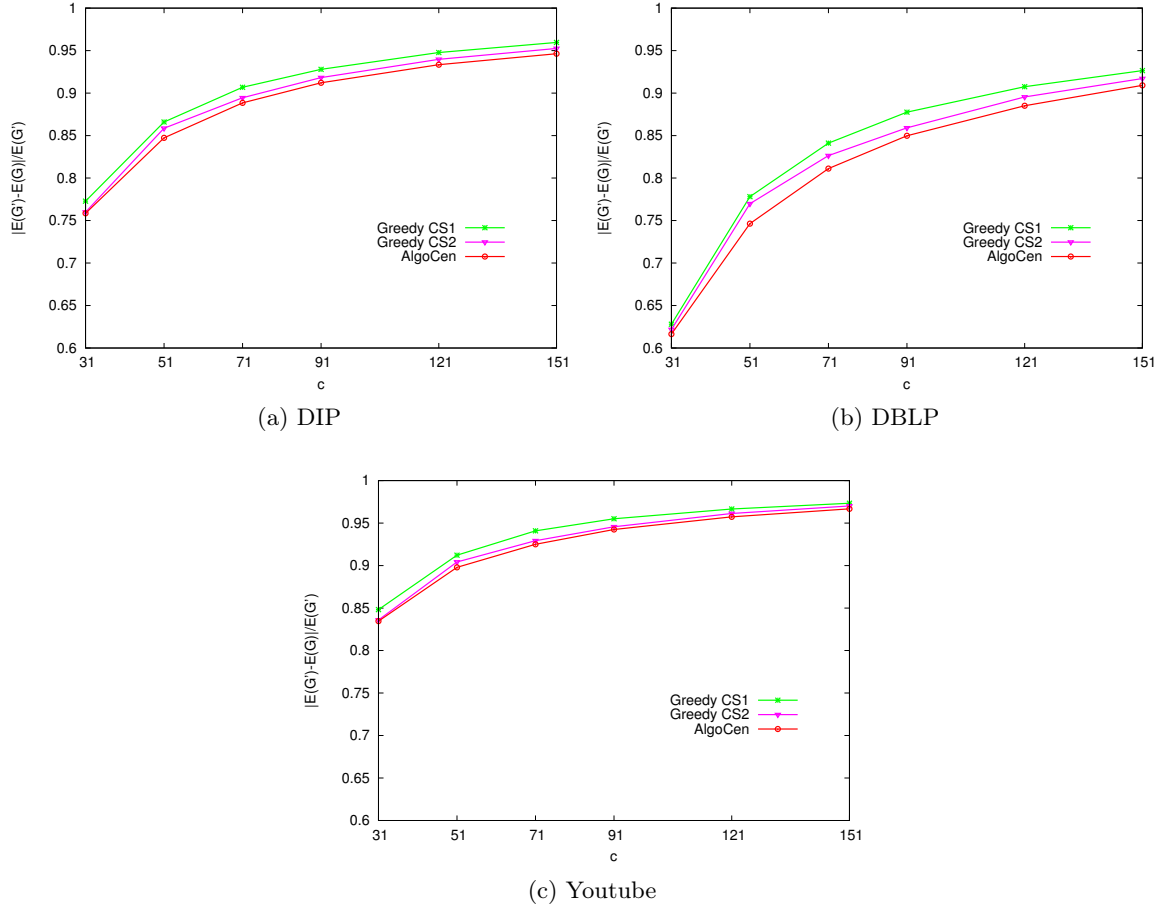 1
0.95
0.9
0.85
0.8
0.75
0.7
0.65
0.6
|E(G')-E(G)|/E(G')
Greedy CS1
Greedy CS2
AlgoCen
31 51 71 91 121 151
c
(a) DIP
1
0.95
0.9
0.85
0.8
0.75
0.7
0.65
0.6
|E(G')-E(G)|/E(G')
Greedy CS1
Greedy CS2
AlgoCen
31 51 71 91 121 151
c
(b) DBLP
1
0.95
0.9
0.85
0.8
0.75
0.7
0.65
0.6
|E(G')-E(G)|/E(G')
Greedy CS1
Greedy CS2
AlgoCen
31 51 71 91 121 151
c
(c) Youtube